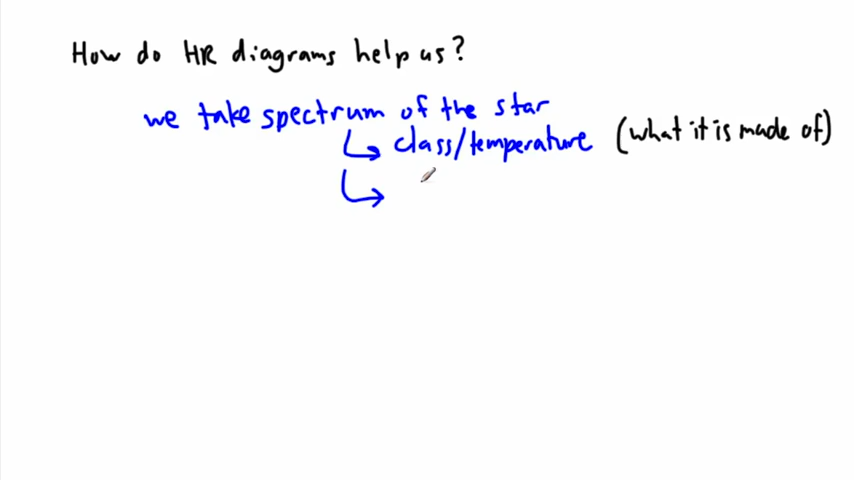 How do HR diagrams help us?
we take spectrum of the star
class/temperature (what it is made of)